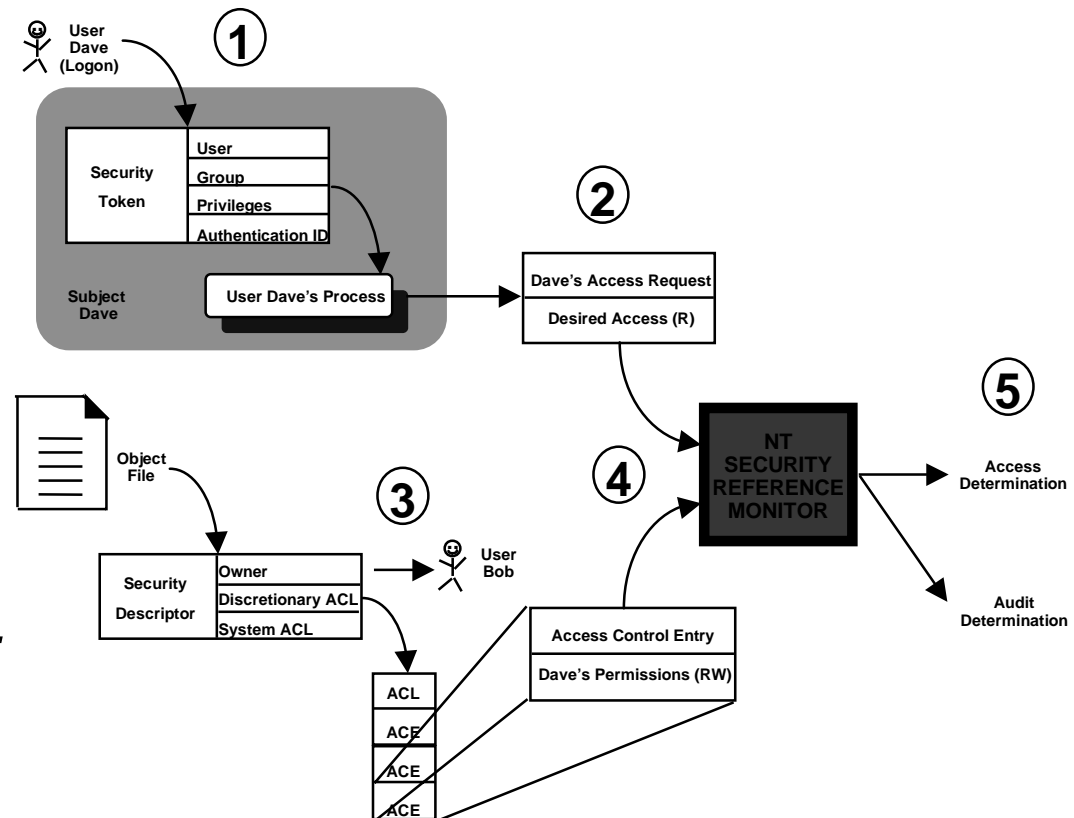 User
Dave
(Logon)
1
Security
Token
User
Group
Privileges
Authentication ID
Subject
Dave
User Dave's Process
2
Dave's Access Request
Desired Access (R)
Object
File
3
Security
Descriptor
Owner
Discretionary ACL
System ACL
User
Bob
ACL
ACE
ACE
ACE
4
Access Control Entry
Dave's Permissions (RW)
NT
SECURITY
REFERENCE
MONITOR
5
Access
Determination
Audit
Determination